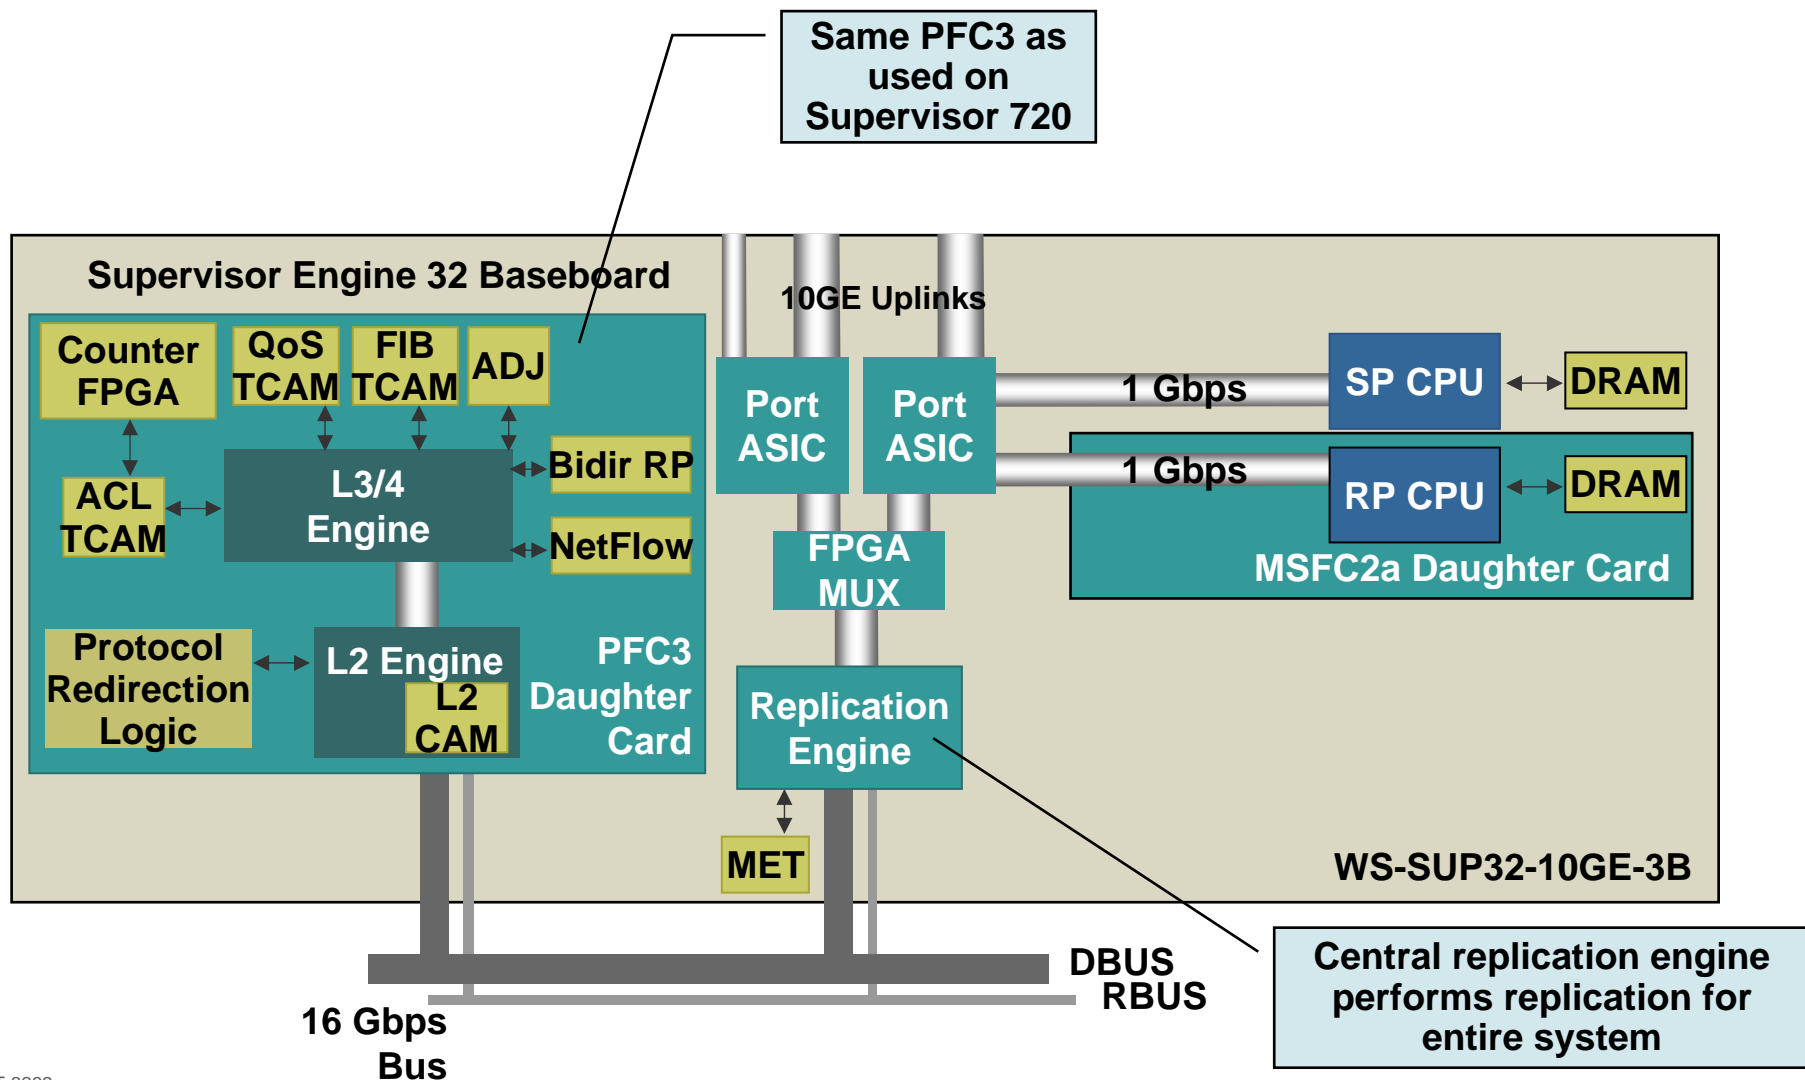 Same PFC3 as
used on
Supervisor 720
Supervisor Engine 32 Baseboard
10GE Uplinks
Counter
FPGA
QoS
TCAM
FIB
TCAM
ADJ
Port
ASIC
Port
ASIC
1 Gbps
SP CPU
DRAM
ACL
TCAM
L3/4
Engine
Bidir RP
NetFlow
1 Gbps
RP CPU
DRAM
MSFC2a Daughter Card
FPGA
MUX
Protocol
Redirection
Logic
L2 Engine
L2
CAM
PFC3
Daughter
Card
Replication
Engine
MET
WS-SUP32-10GE-3B
DBUS
RBUS
16 Gbps
Bus
Central replication engine
performs replication for
entire system